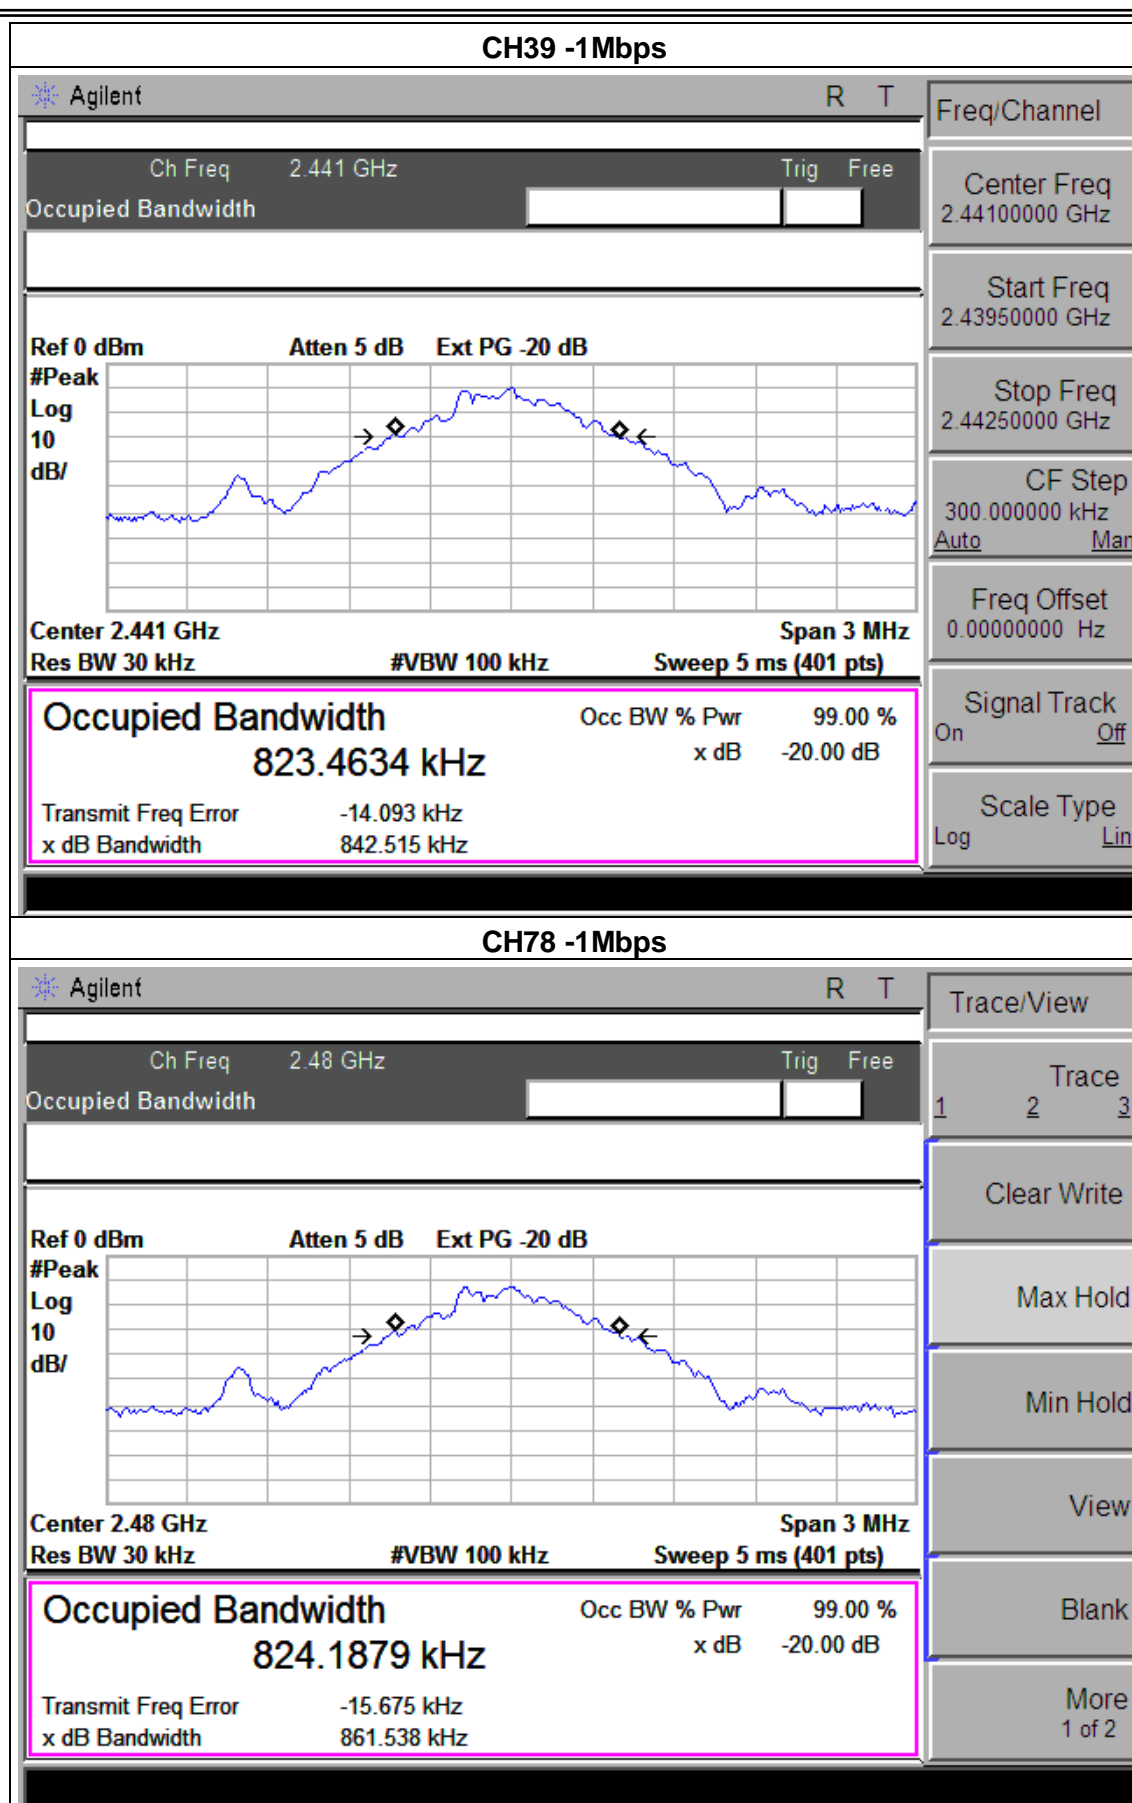 CH39 -1Mbps
Agilent R T
Freq/Channel
Ch Freq 2.441 GHz Trig Free
Occupied Bandwidth
Center Freq
2.44100000 GHz
Start Freq
2.43950000 GHz
Stop Freq
2.44250000 GHz
CF Step
300.000000 kHz
Auto Man
Freq Offset
0.00000000 Hz
Signal Track
On Off
Scale Type
Log Lin
Ref 0 dBm Atten 5 dB Ext PG -20 dB
#Peak
Log
10
dB/
Center 2.441 GHz Span 3 MHz
Res BW 30 kHz #VBW 100 kHz Sweep 5 ms (401 pts)
Occupied Bandwidth Occ BW % Pwr 99.00 %
823.4634 kHz x dB -20.00 dB
Transmit Freq Error -14.093 kHz
x dB Bandwidth 842.515 kHz
CH78 -1Mbps
Agilent R T
Trace/View
Ch Freq 2.48 GHz Trig Free
Occupied Bandwidth
Trace
1 2 3
Clear Write
Max Hold
Min Hold
View
Blank
More
1 of 2
Ref 0 dBm Atten 5 dB Ext PG -20 dB
#Peak
Log
10
dB/
Center 2.48 GHz Span 3 MHz
Res BW 30 kHz #VBW 100 kHz Sweep 5 ms (401 pts)
Occupied Bandwidth Occ BW % Pwr 99.00 %
824.1879 kHz x dB -20.00 dB
Transmit Freq Error -15.675 kHz
x dB Bandwidth 861.538 kHz